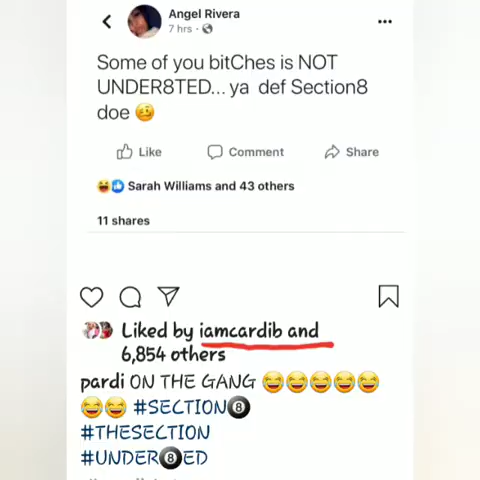 Angel Rivera
7 hrs ·
Some of you bitChes is NOT
UNDER8TED... ya def Section8
doe 🥴
Like Comment Share
Sarah Williams and 43 others
11 shares
Liked by iamcardib and
6,854 others
pardi ON THE GANG 😂😂😂😂😂
😂😂 #SECTION🎱
#THESECTION
#UNDER🎱ED